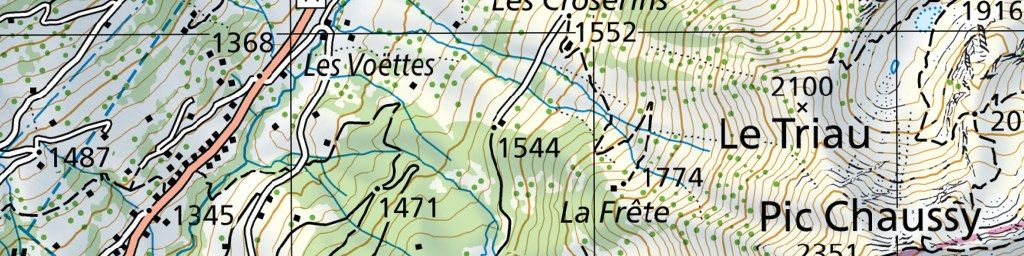 Les Croserins
1916
1368
1552
Les Voëttes
2100
20
Le Triau
1487
1544
1774
1345
1471
La Frête
Pic Chaussy
2351